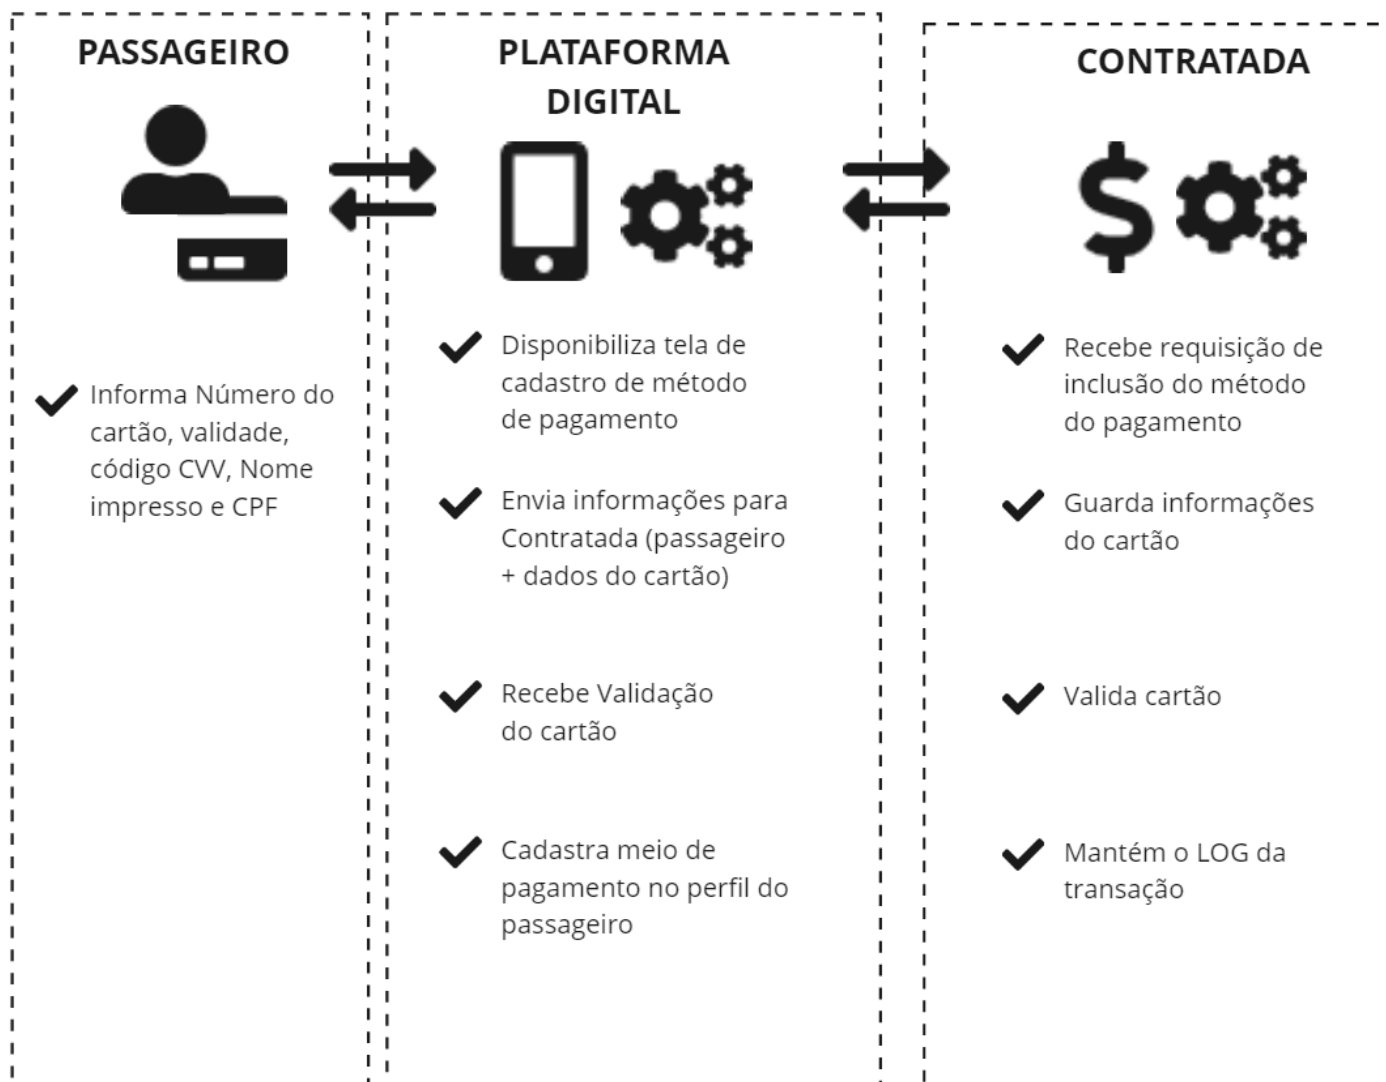 PASSAGEIRO
Informa Número do
cartão, validade,
código CVV, Nome
impresso e CPF
PLATAFORMA
DIGITAL
Disponibiliza tela de
cadastro de método
de pagamento
Envia informações para
Contratada (passageiro
+ dados do cartão)
Recebe Validação
do cartão
Cadastra meio de
pagamento no perfil do
passageiro
CONTRATADA
Recebe requisição de
inclusão do método
do pagamento
Guarda informações
do cartão
Valida cartão
Mantém o LOG da
transação